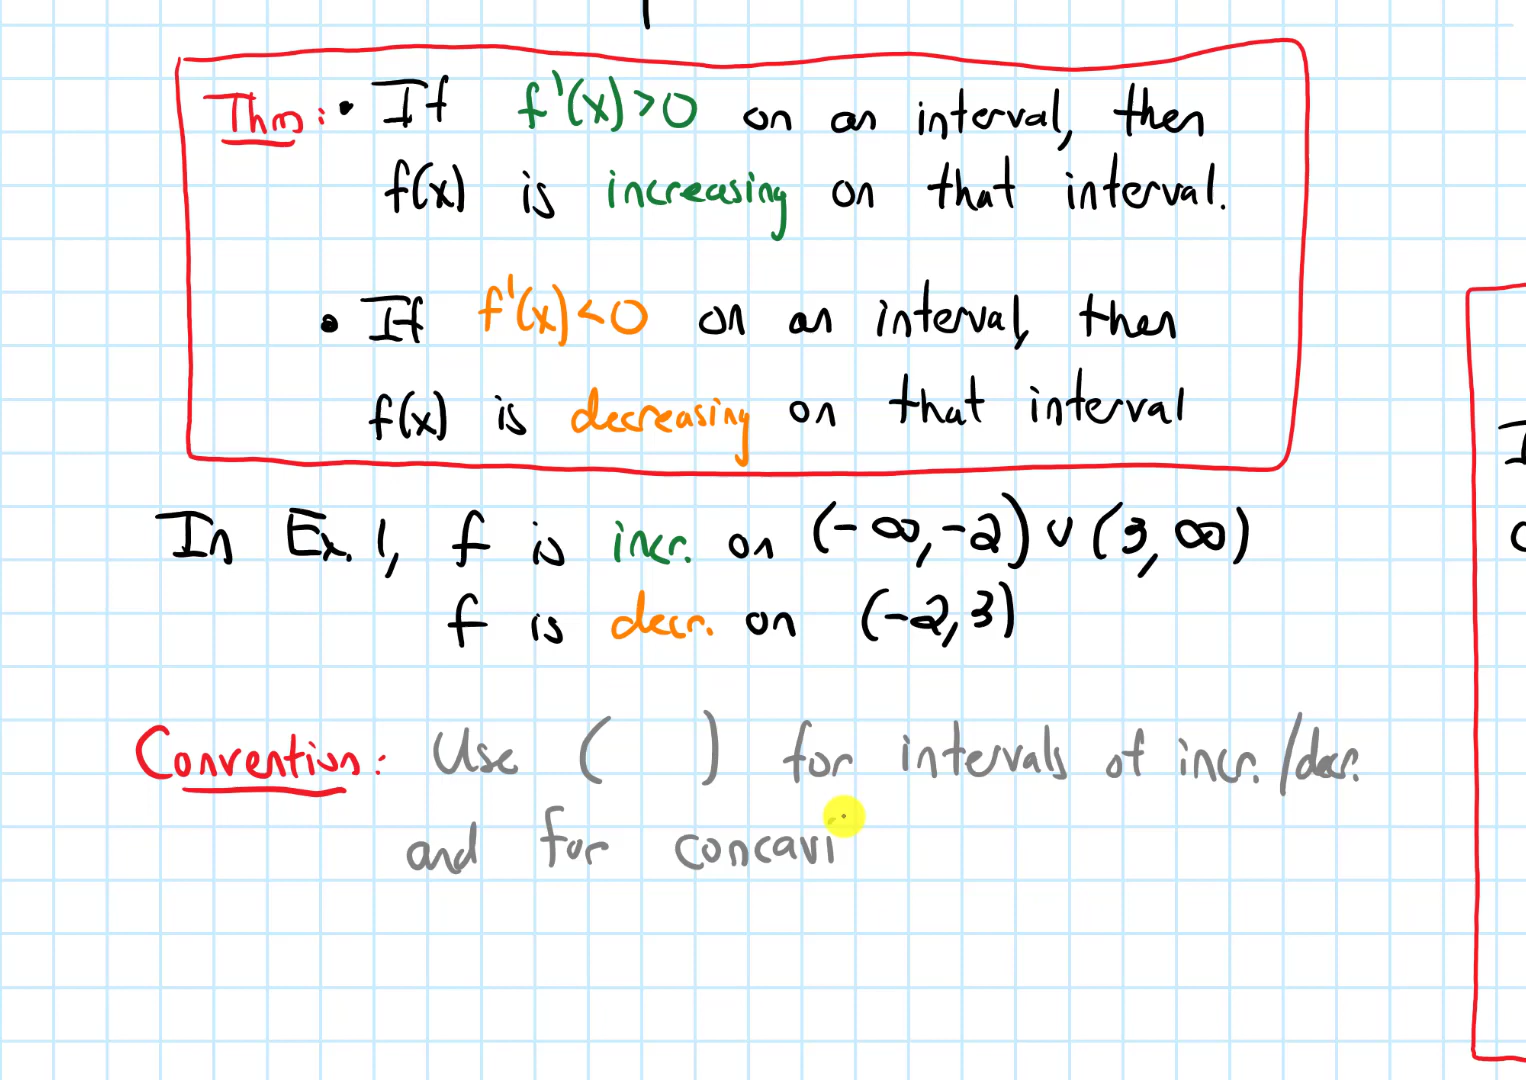 Thm: • If f'(x)>0 on an interval, then
f(x) is increasing on that interval.
• If f'(x)<0 on an interval, then
f(x) is decreasing on that interval
In Ex. 1, f is incr. on (-∞,-2) ∪ (3,∞)
f is decr. on (-2,3)
Convention: Use ( ) for intervals of incr./decr.
and for concavi